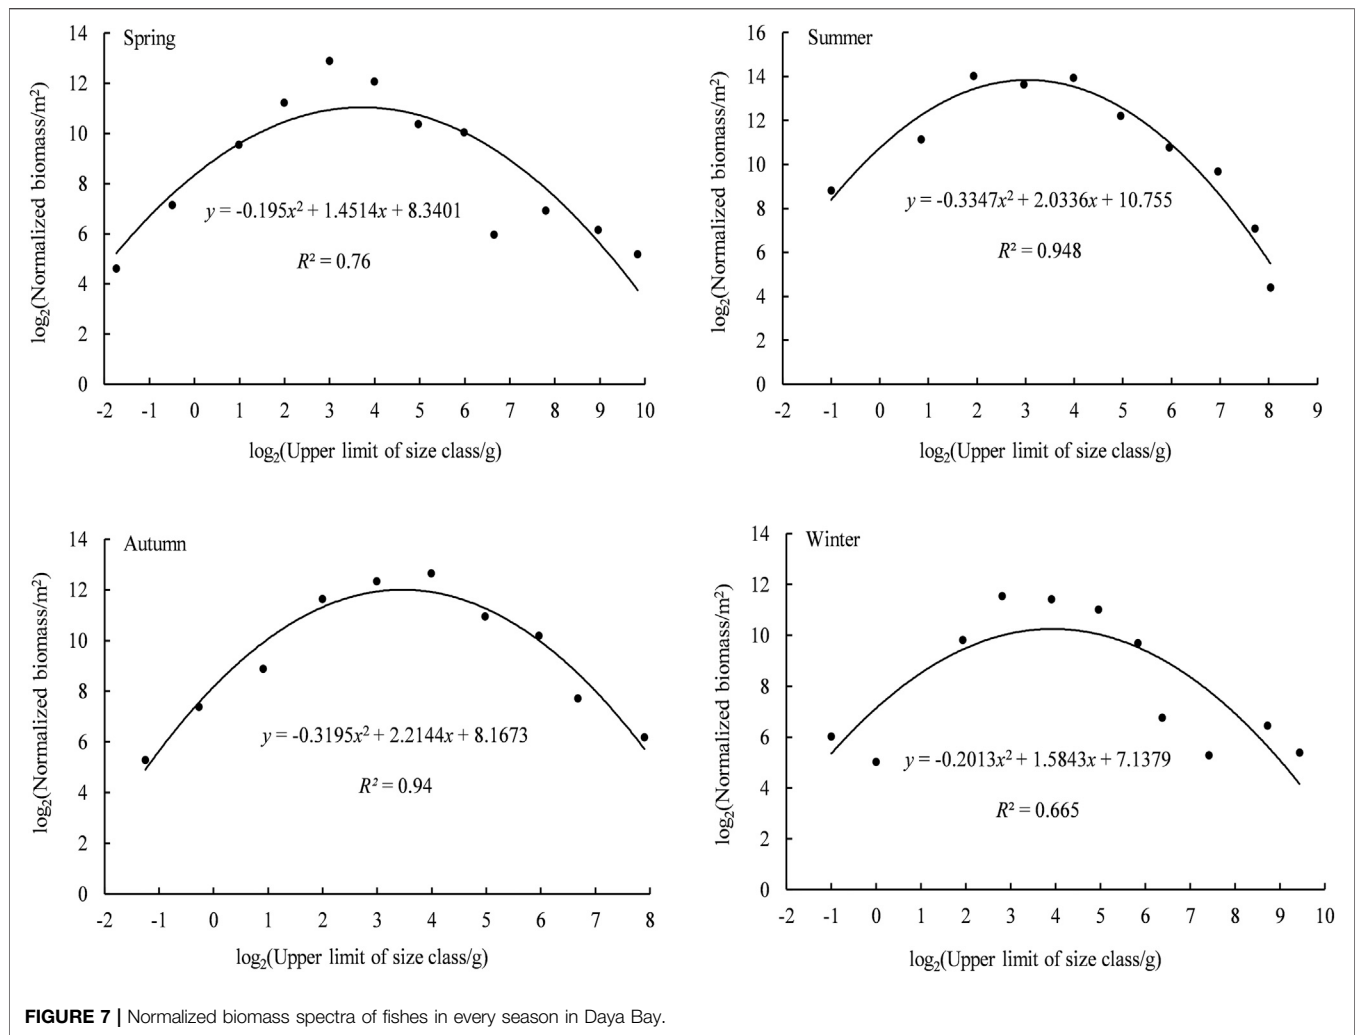 Spring
14
12
10
8
6
4
2
0
-2 -1 0 1 2 3 4 5 6 7 8 9 10
log₂(Normalized biomass/m²)
y = -0.195x² + 1.4514x + 8.3401
R² = 0.76
log₂(Upper limit of size class/g)
Summer
16
14
12
10
8
6
4
2
0
-2 -1 0 1 2 3 4 5 6 7 8 9
log₂(Normalized biomass/m²)
y = -0.3347x² + 2.0336x + 10.755
R² = 0.948
log₂(Upper limit of size class/g)
Autumn
14
12
10
8
6
4
2
0
-2 -1 0 1 2 3 4 5 6 7 8
log₂(Normalized biomass/m²)
y = -0.3195x² + 2.2144x + 8.1673
R² = 0.94
log₂(Upper limit of size class/g)
Winter
14
12
10
8
6
4
2
0
-2 -1 0 1 2 3 4 5 6 7 8 9 10
log₂(Normalized biomass/m²)
y = -0.2013x² + 1.5843x + 7.1379
R² = 0.665
log₂(Upper limit of size class/g)
FIGURE 7 | Normalized biomass spectra of fishes in every season in Daya Bay.